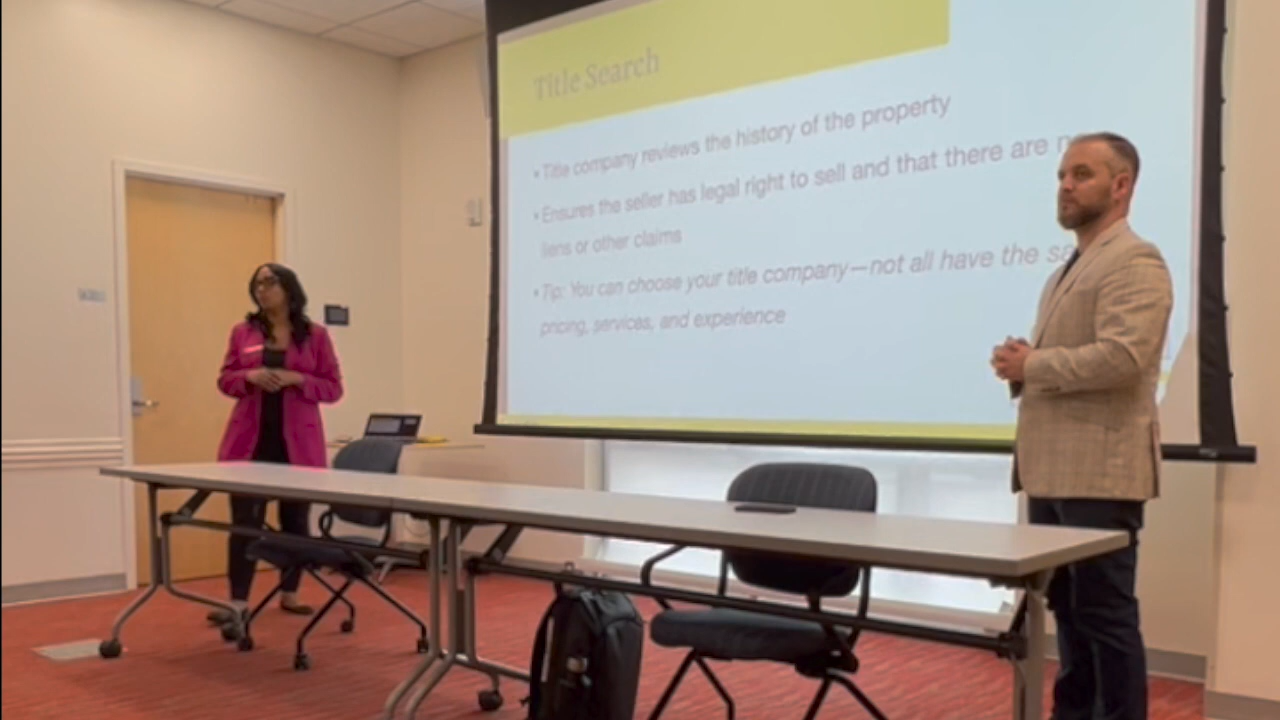 Title Search
• Title company reviews the history of the property
• Ensures the seller has legal right to sell and that there are
liens or other claims
• Tip: You can choose your title company—not all have the
pricing, services, and experience